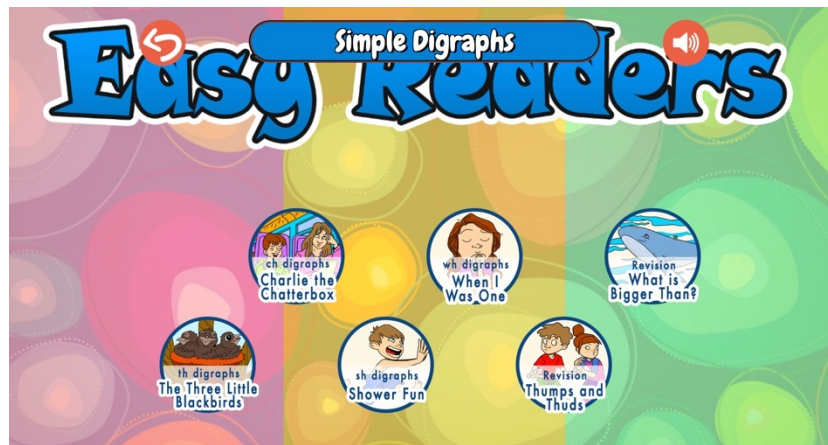 Simple Digraphs
Easy Readers
ch digraphs
Charlie the
Chatterbox
wh digraphs
When I
Was One
Revision
What is
Bigger Than?
th digraphs
The Three Little
Blackbirds
sh digraphs
Shower Fun
Revision
Thumps and
Thuds